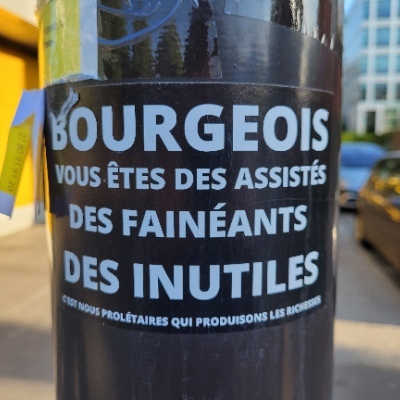 BOURGEOIS
VOUS ÊTES DES ASSISTÉS
DES FAINÉANTS
DES INUTILES
C'EST NOUS PROLÉTAIRES QUI PRODUISONS LES RICHESSES